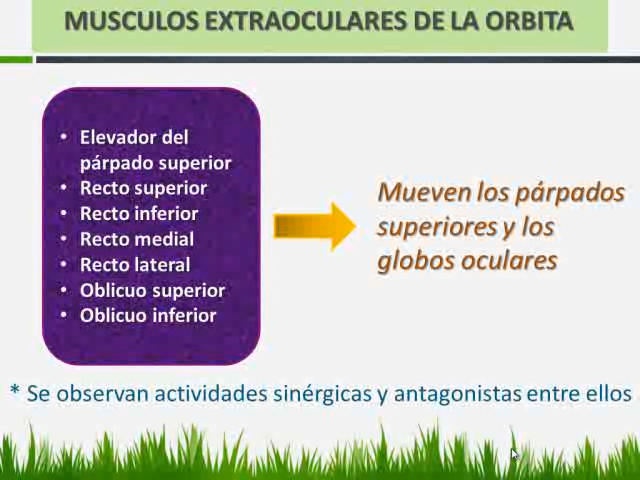 MUSCULOS EXTRAOCULARES DE LA ORBITA
• Elevador del
párpado superior
• Recto superior
• Recto inferior
• Recto medial
• Recto lateral
• Oblicuo superior
• Oblicuo inferior
Mueven los párpados
superiores y los
globos oculares
* Se observan actividades sinérgicas y antagonistas entre ellos